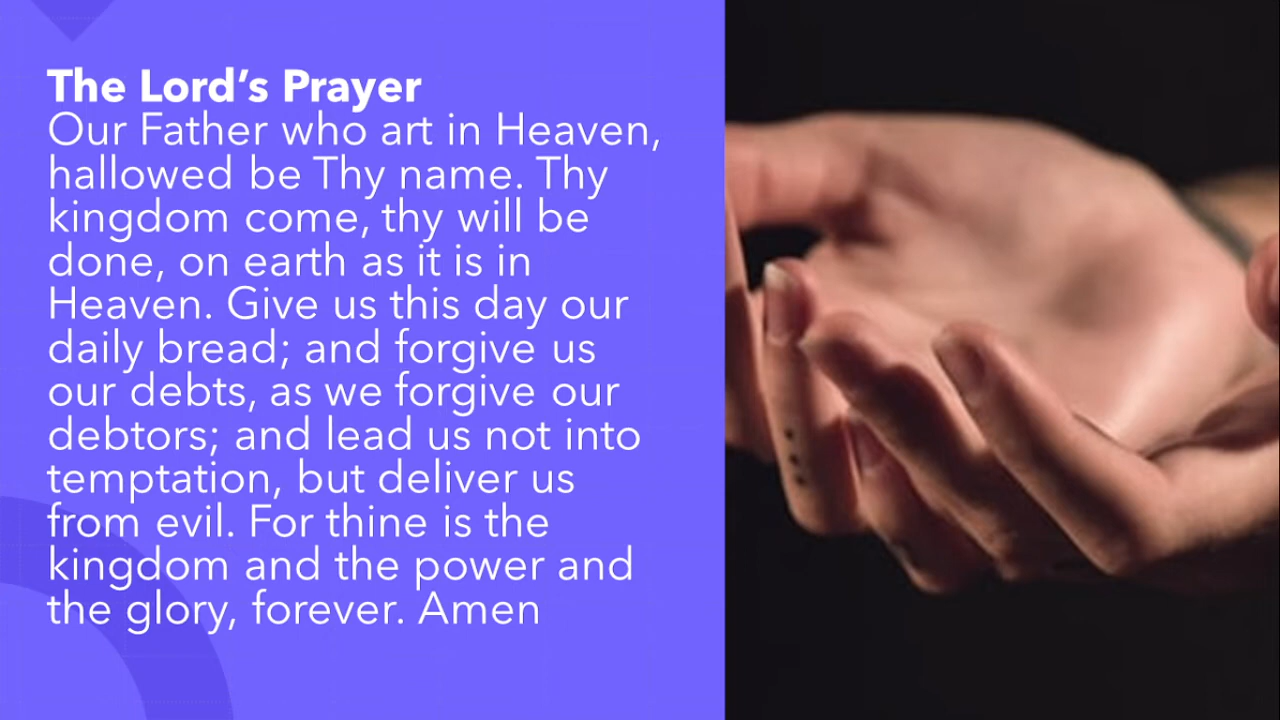 The Lord’s Prayer
Our Father who art in Heaven,
hallowed be Thy name. Thy
kingdom come, thy will be
done, on earth as it is in
Heaven. Give us this day our
daily bread; and forgive us
our debts, as we forgive our
debtors; and lead us not into
temptation, but deliver us
from evil. For thine is the
kingdom and the power and
the glory, forever. Amen